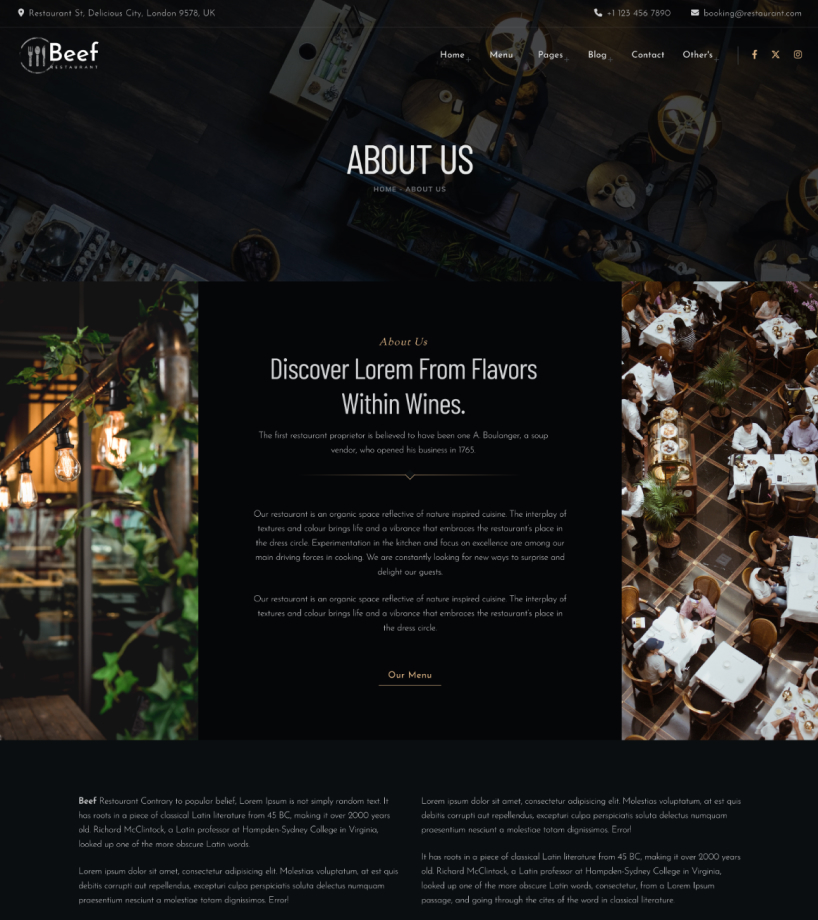 Restaurant St, Delicious City, London 9578, UK
+1 123 456 7890
booking@restaurant.com
Beef
RESTAURANT
Home
Menu
Pages
Blog
Contact
Other's
ABOUT US
HOME - ABOUT US
About Us
Discover Lorem From Flavors
Within Wines.
The first restaurant proprietor is believed to have been one A. Boulanger, a soup
vendor, who opened his business in 1765.
Our restaurant is an organic space reflective of nature inspired cuisine. The interplay of
textures and colour brings life and a vibrance that embraces the restaurant's place in
the dress circle. Experimentation in the kitchen and focus on excellence are among our
main driving forces in cooking. We are constantly looking for new ways to surprise and
delight our guests.
Our restaurant is an organic space reflective of nature inspired cuisine. The interplay of
textures and colour brings life and a vibrance that embraces the restaurant's place in
the dress circle.
Our Menu
Beef Restaurant Contrary to popular belief, Lorem Ipsum is not simply random text. It
has roots in a piece of classical Latin literature from 45 BC, making it over 2000 years
old. Richard McClintock, a Latin professor at Hampden-Sydney College in Virginia,
looked up one of the more obscure Latin words.
Lorem ipsum dolor sit amet, consectetur adipisicing elit. Molestias voluptatum, at est quis
debitis corrupti aut repellendus, excepturi culpa perspiciatis soluta delectus numquam
praesentium nesciunt a molestiae totam dignissimos. Error!
Lorem ipsum dolor sit amet, consectetur adipisicing elit. Molestias voluptatum, at est quis
debitis corrupti aut repellendus, excepturi culpa perspiciatis soluta delectus numquam
praesentium nesciunt a molestiae totam dignissimos. Error!
It has roots in a piece of classical Latin literature from 45 BC, making it over 2000 years
old. Richard McClintock, a Latin professor at Hampden-Sydney College in Virginia,
looked up one of the more obscure Latin words, consectetur, from a Lorem Ipsum
passage, and going through the cites of the word in classical literature.